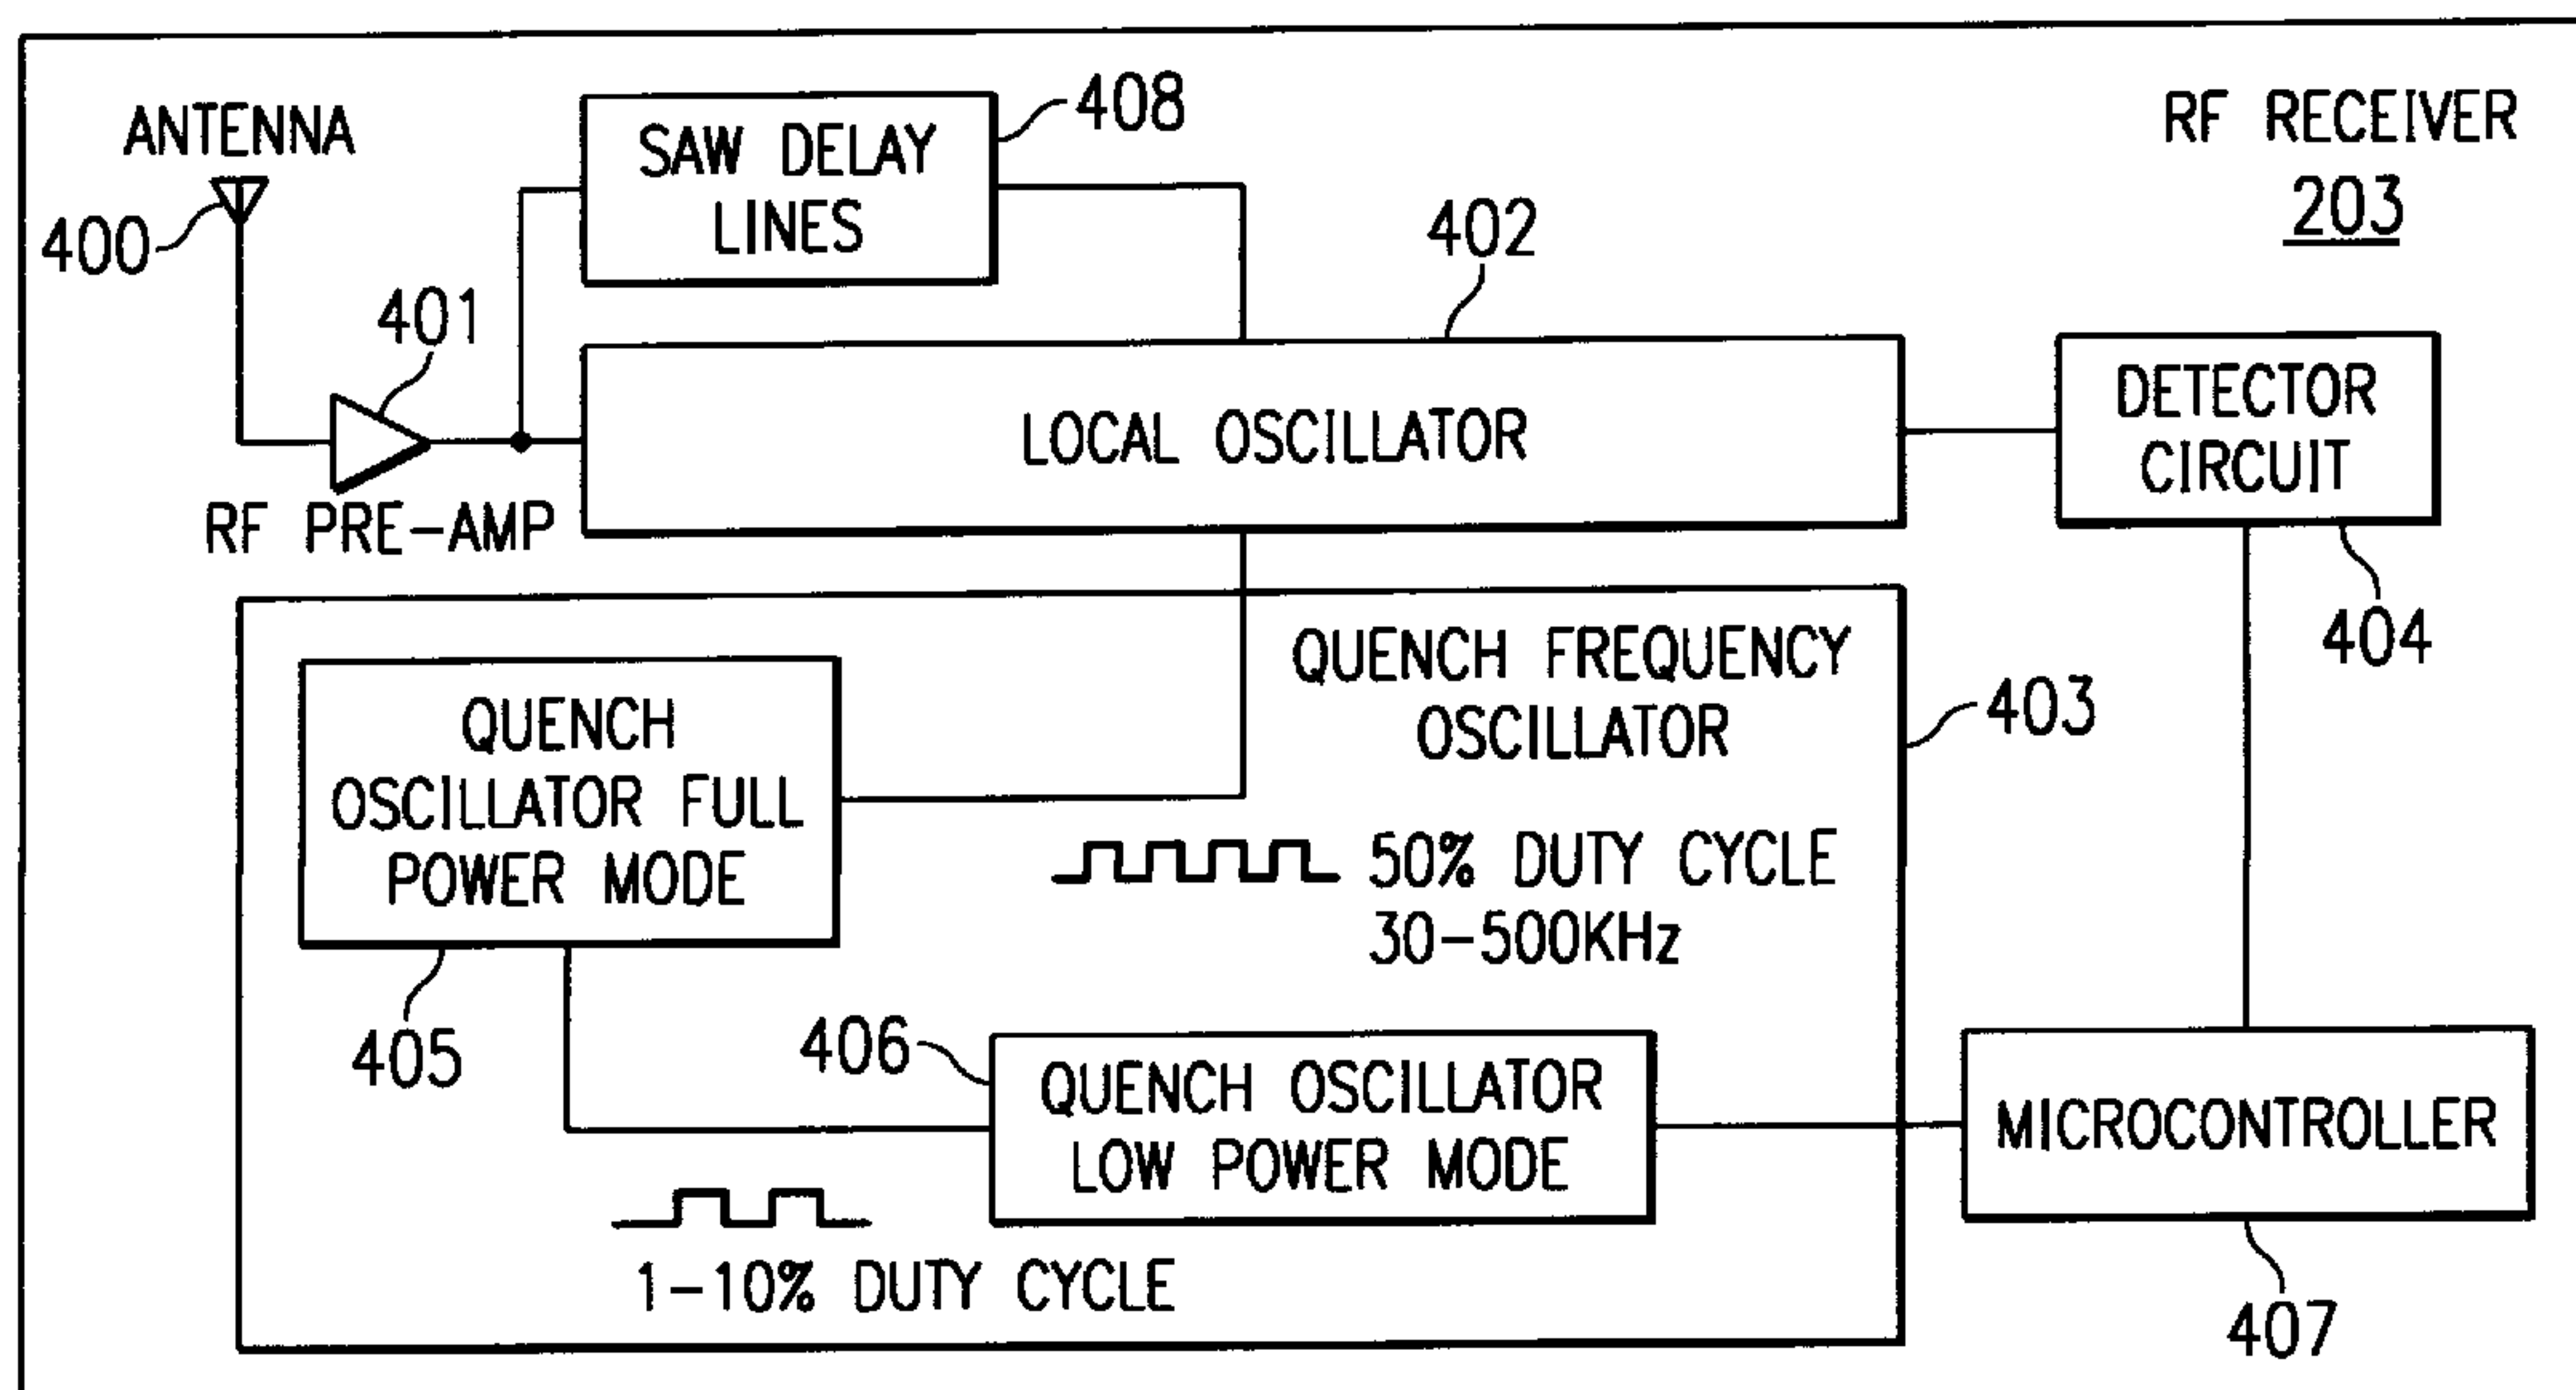 ANTENNA
400
401
RF PRE-AMP
SAW DELAY
LINES
408
402
RF RECEIVER
203
LOCAL OSCILLATOR
DETECTOR
CIRCUIT
404
QUENCH FREQUENCY
OSCILLATOR
403
QUENCH
OSCILLATOR FULL
POWER MODE
405
50% DUTY CYCLE
30-500KHz
406
QUENCH OSCILLATOR
LOW POWER MODE
1-10% DUTY CYCLE
MICROCONTROLLER
407